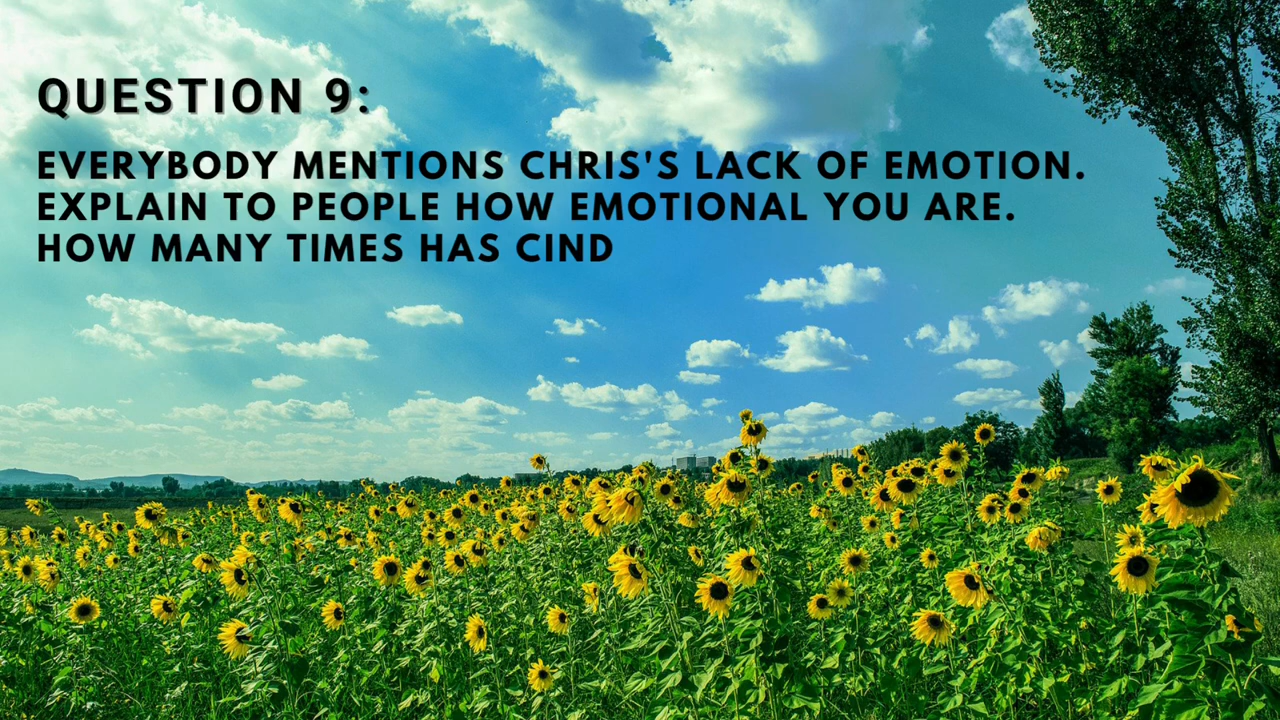 QUESTION 9:
EVERYBODY MENTIONS CHRIS'S LACK OF EMOTION.
EXPLAIN TO PEOPLE HOW EMOTIONAL YOU ARE.
HOW MANY TIMES HAS CIND